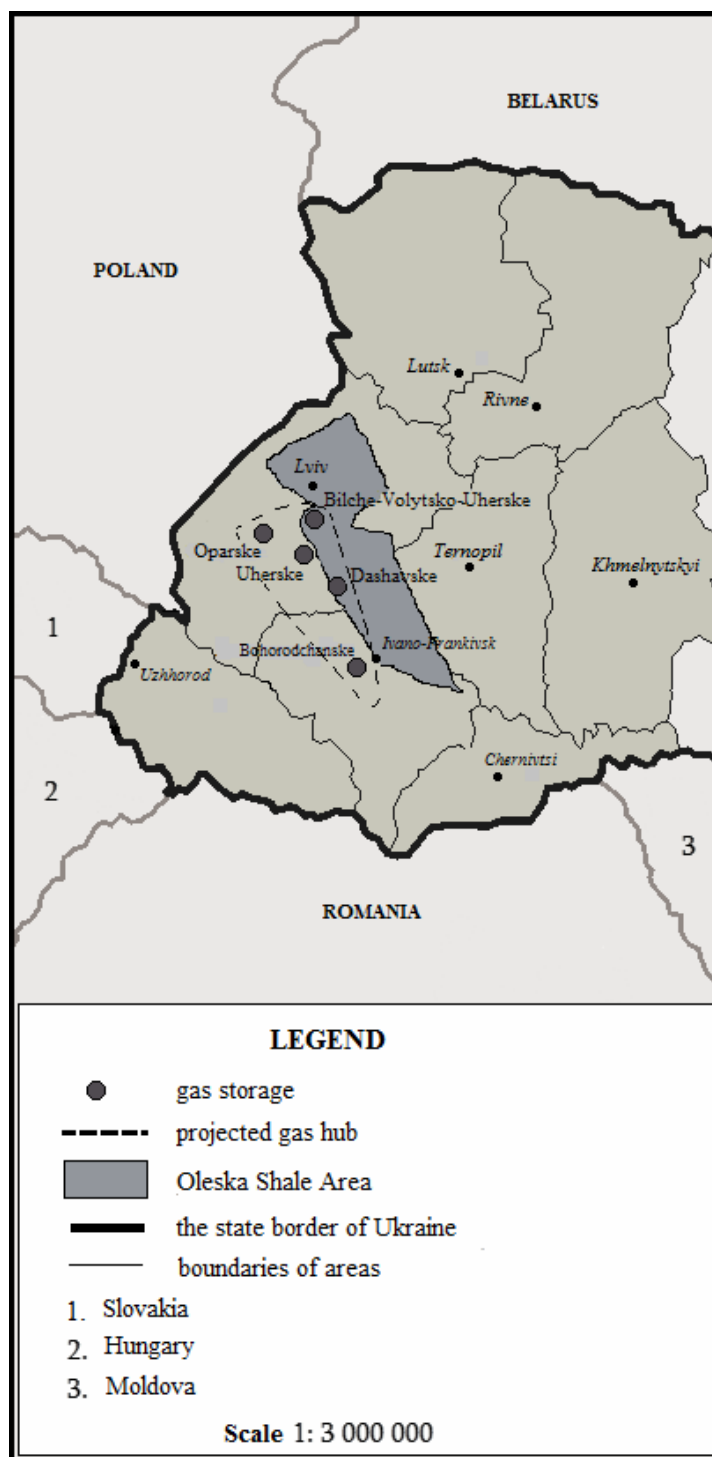 BELARUS
POLAND
Lutsk
Rivne
Lviv
Bilche-Volytsko-Uherske
Oparske
Uherske
Ternopil
Dashavske
Khmelnytskyi
1
Bohorodchanske
Ivano-Frankivsk
Uzhhorod
Chernivtsi
2
3
ROMANIA
LEGEND
gas storage
projected gas hub
Oleska Shale Area
the state border of Ukraine
boundaries of areas
1. Slovakia
2. Hungary
3. Moldova
Scale 1: 3 000 000